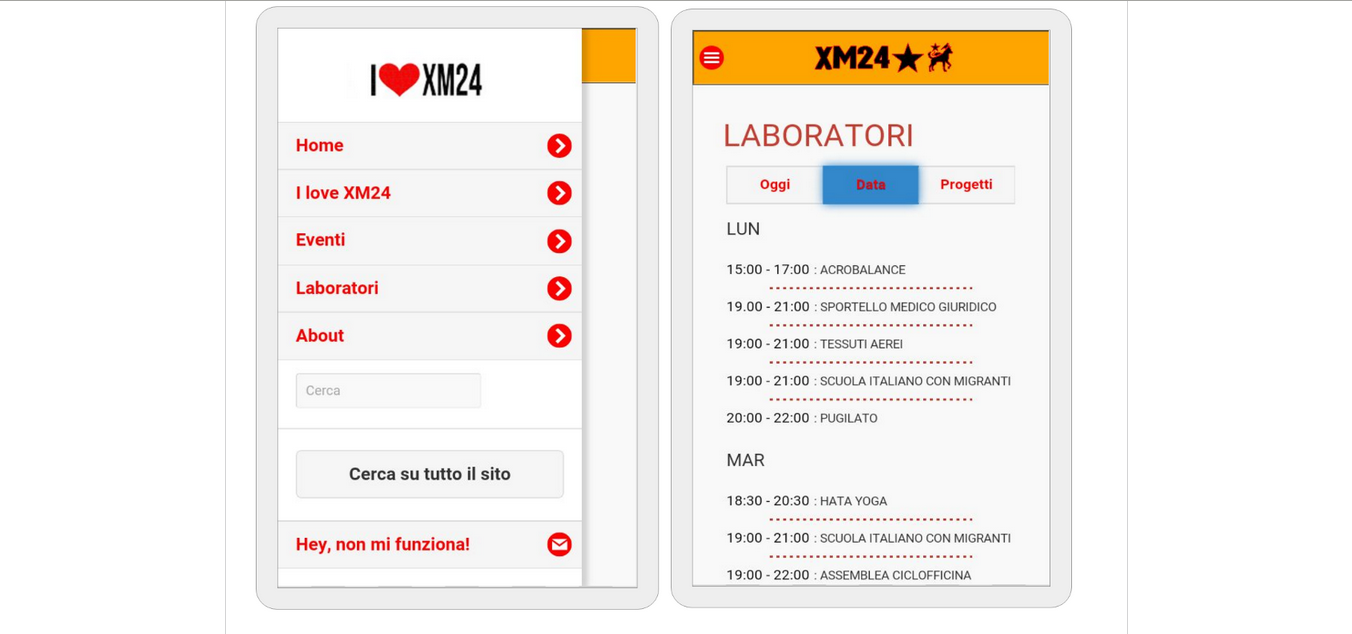 I ❤ XM24
Home
I love XM24
Eventi
Laboratori
About
Cerca
Cerca su tutto il sito
Hey, non mi funziona!
XM24★
LABORATORI
Oggi Data Progetti
LUN
15:00 - 17:00 : ACROBALANCE
19.00 - 21:00 : SPORTELLO MEDICO GIURIDICO
19:00 - 21:00 : TESSUTI AEREI
19:00 - 21:00 : SCUOLA ITALIANO CON MIGRANTI
20:00 - 22:00 : PUGILATO
MAR
18:30 - 20:30 : HATA YOGA
19:00 - 21:00 : SCUOLA ITALIANO CON MIGRANTI
19:00 - 22:00 : ASSEMBLEA CICLOFFICINA